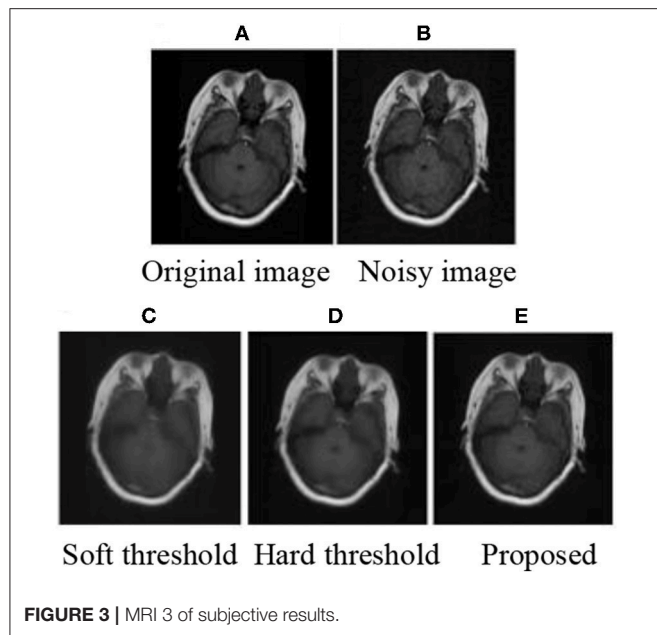 A B
Original image Noisy image
C D E
Soft threshold Hard threshold Proposed
FIGURE 3 | MRI 3 of subjective results.